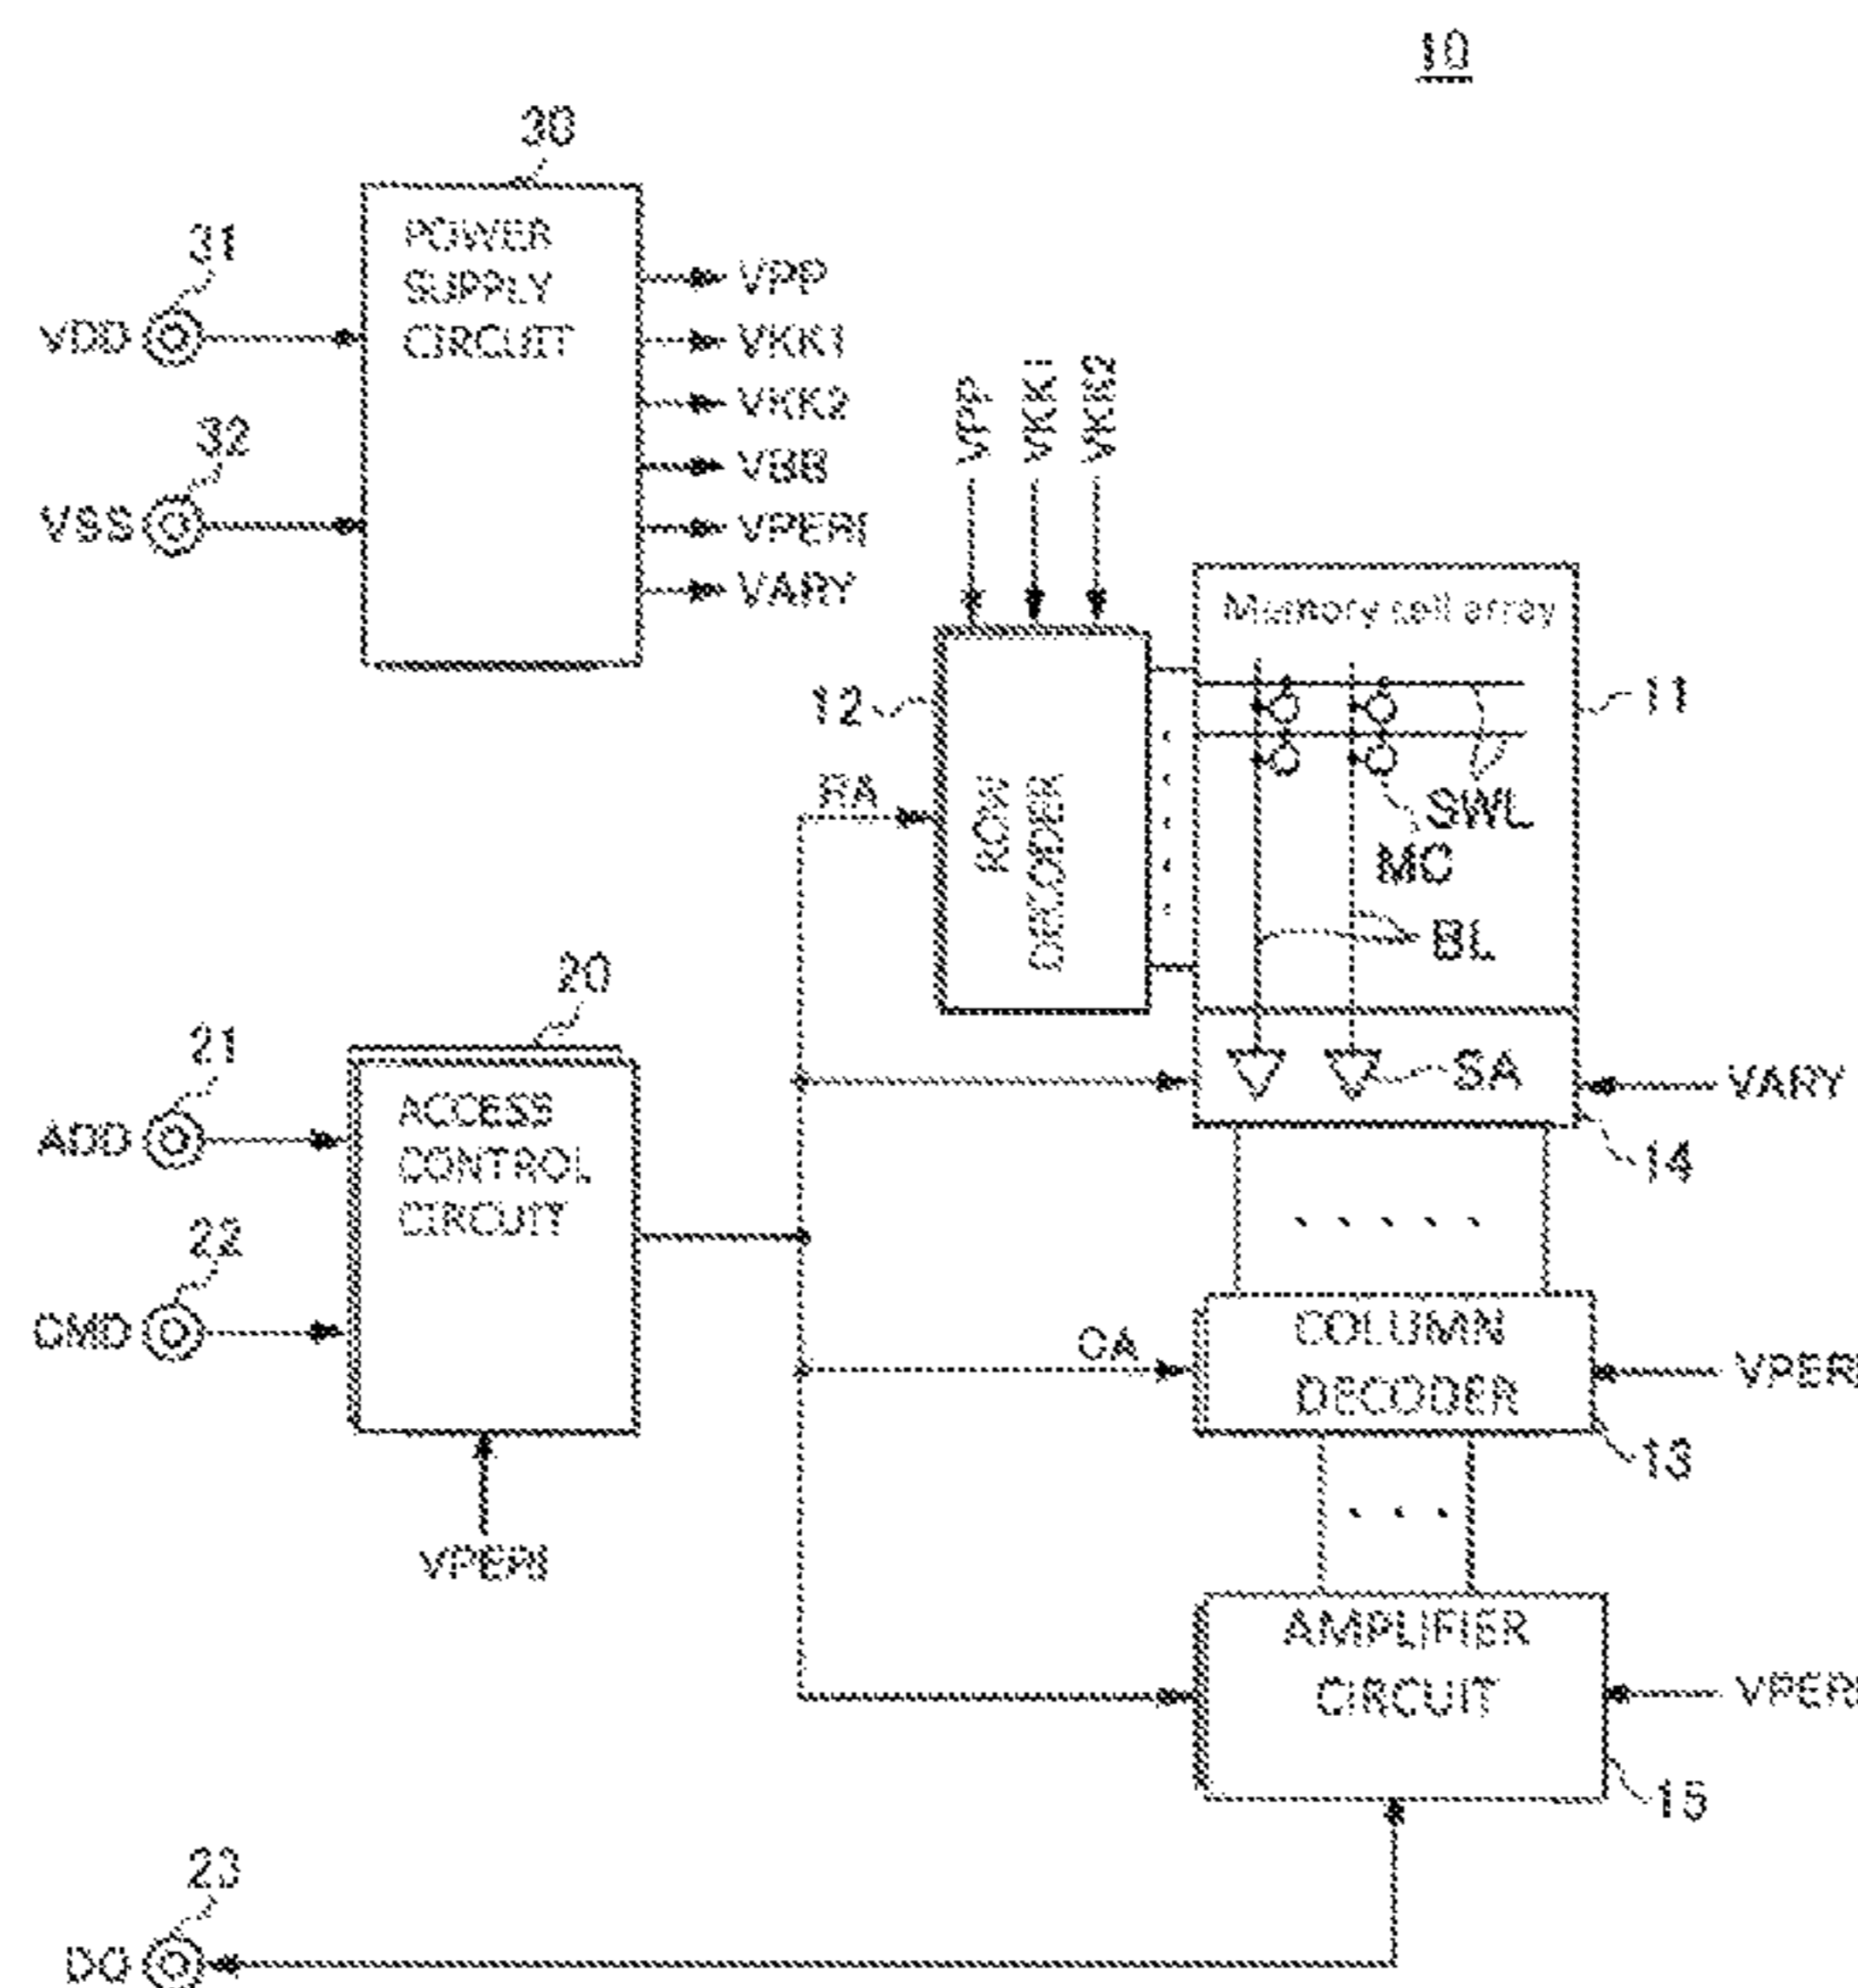 10
30
POWER
SUPPLY
CIRCUIT
31
VDD
32
VSS
VPP
VKK1
VKK2
VBB
VPERI
VARY
VPP
VKK1
VKK2
Memory cell array
12
ROW
DECODER
RA
11
SWL
MC
BL
SA
VARY
14
20
ACCESS
CONTROL
CIRCUIT
21
ADD
22
CMD
VPERI
CA
COLUMN
DECODER
VPERI
13
AMPLIFIER
CIRCUIT
VPERI
15
23
DQ